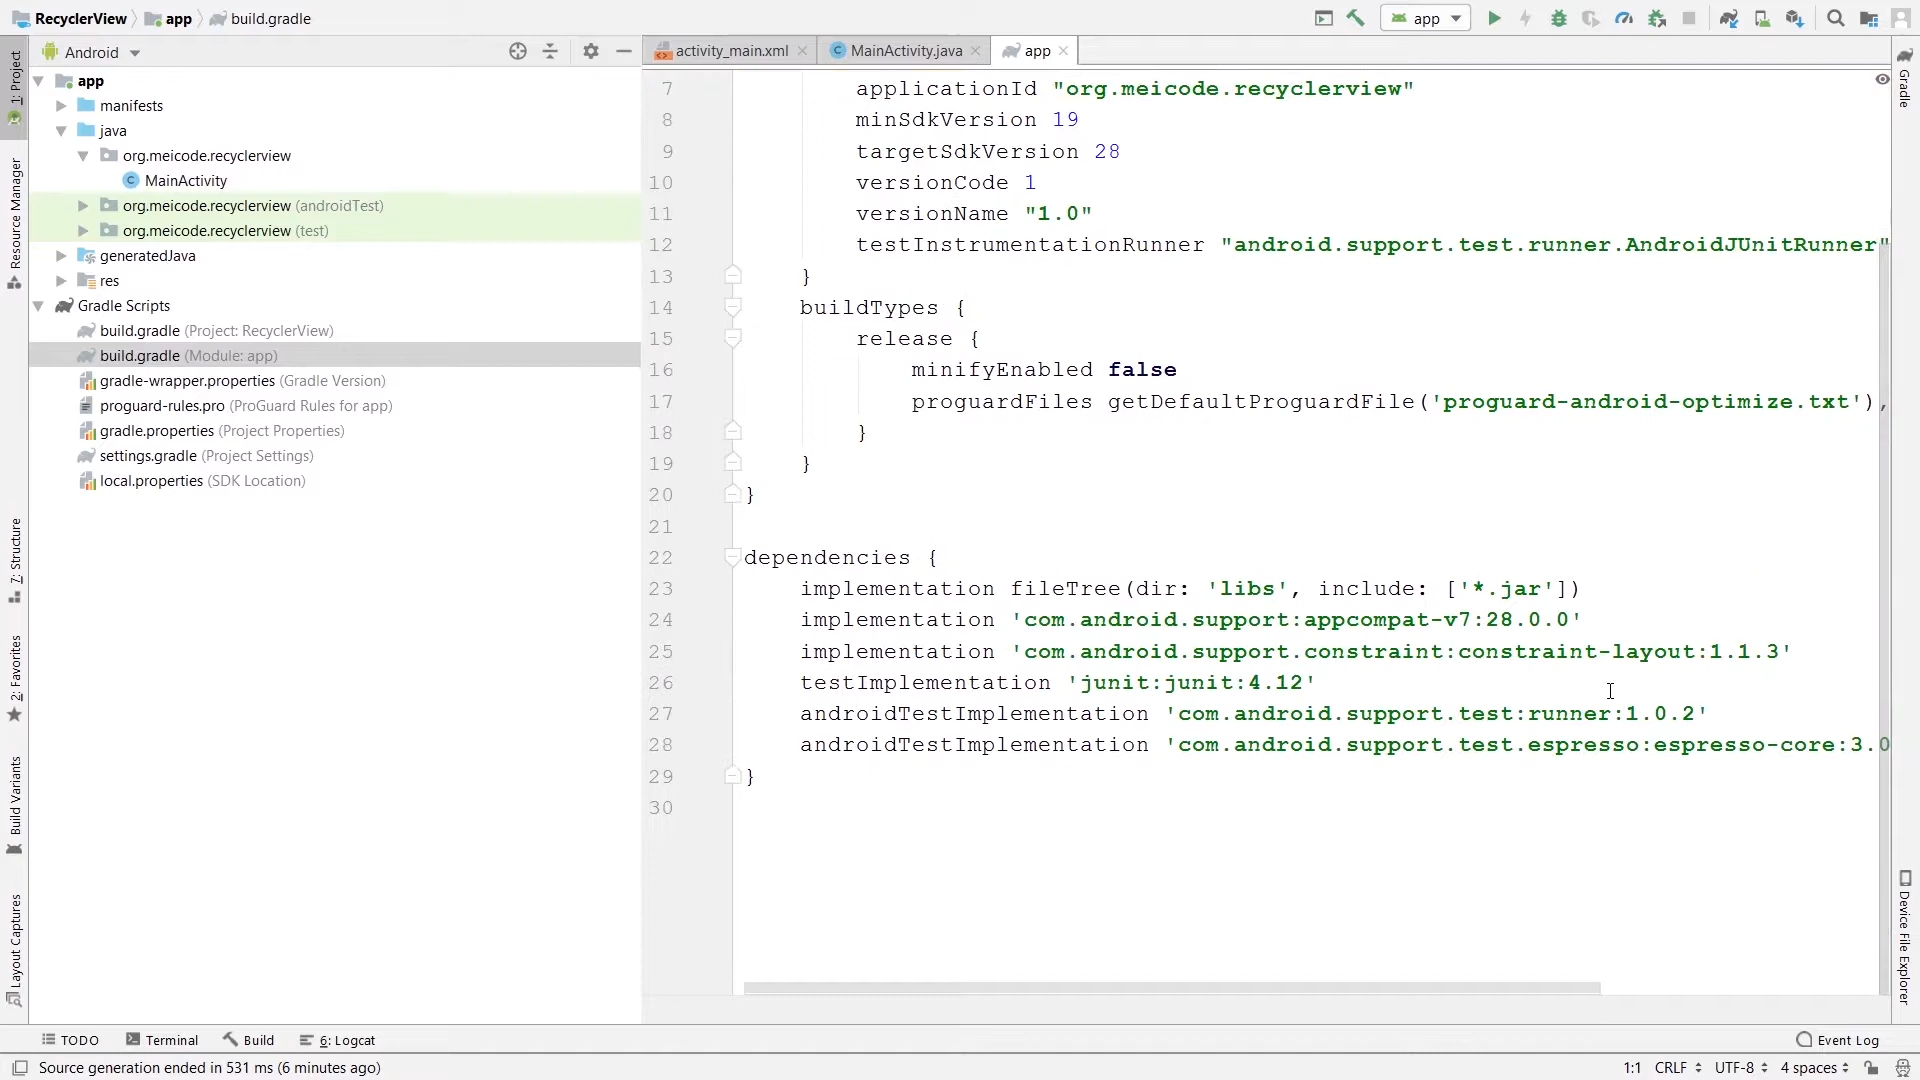 RecyclerView app build.gradle
app
Android
activity_main.xml MainActivity.java app
1: Project
Resource Manager
7: Structure
2: Favorites
Build Variants
Layout Captures
app
manifests
java
org.meicode.recyclerview
MainActivity
org.meicode.recyclerview (androidTest)
org.meicode.recyclerview (test)
generatedJava
res
Gradle Scripts
build.gradle (Project: RecyclerView)
build.gradle (Module: app)
gradle-wrapper.properties (Gradle Version)
proguard-rules.pro (ProGuard Rules for app)
gradle.properties (Project Properties)
settings.gradle (Project Settings)
local.properties (SDK Location)
7 applicationId "org.meicode.recyclerview"
8 minSdkVersion 19
9 targetSdkVersion 28
10 versionCode 1
11 versionName "1.0"
12 testInstrumentationRunner "android.support.test.runner.AndroidJUnitRunner"
13 }
14 buildTypes {
15 release {
16 minifyEnabled false
17 proguardFiles getDefaultProguardFile('proguard-android-optimize.txt'),
18 }
19 }
20 }
21
22 dependencies {
23 implementation fileTree(dir: 'libs', include: ['*.jar'])
24 implementation 'com.android.support:appcompat-v7:28.0.0'
25 implementation 'com.android.support.constraint:constraint-layout:1.1.3'
26 testImplementation 'junit:junit:4.12'
27 androidTestImplementation 'com.android.support.test:runner:1.0.2'
28 androidTestImplementation 'com.android.support.test.espresso:espresso-core:3.0
29 }
30
Gradle
Device File Explorer
TODO Terminal Build 6: Logcat Event Log
Source generation ended in 531 ms (6 minutes ago) 1:1 CRLF UTF-8 4 spaces